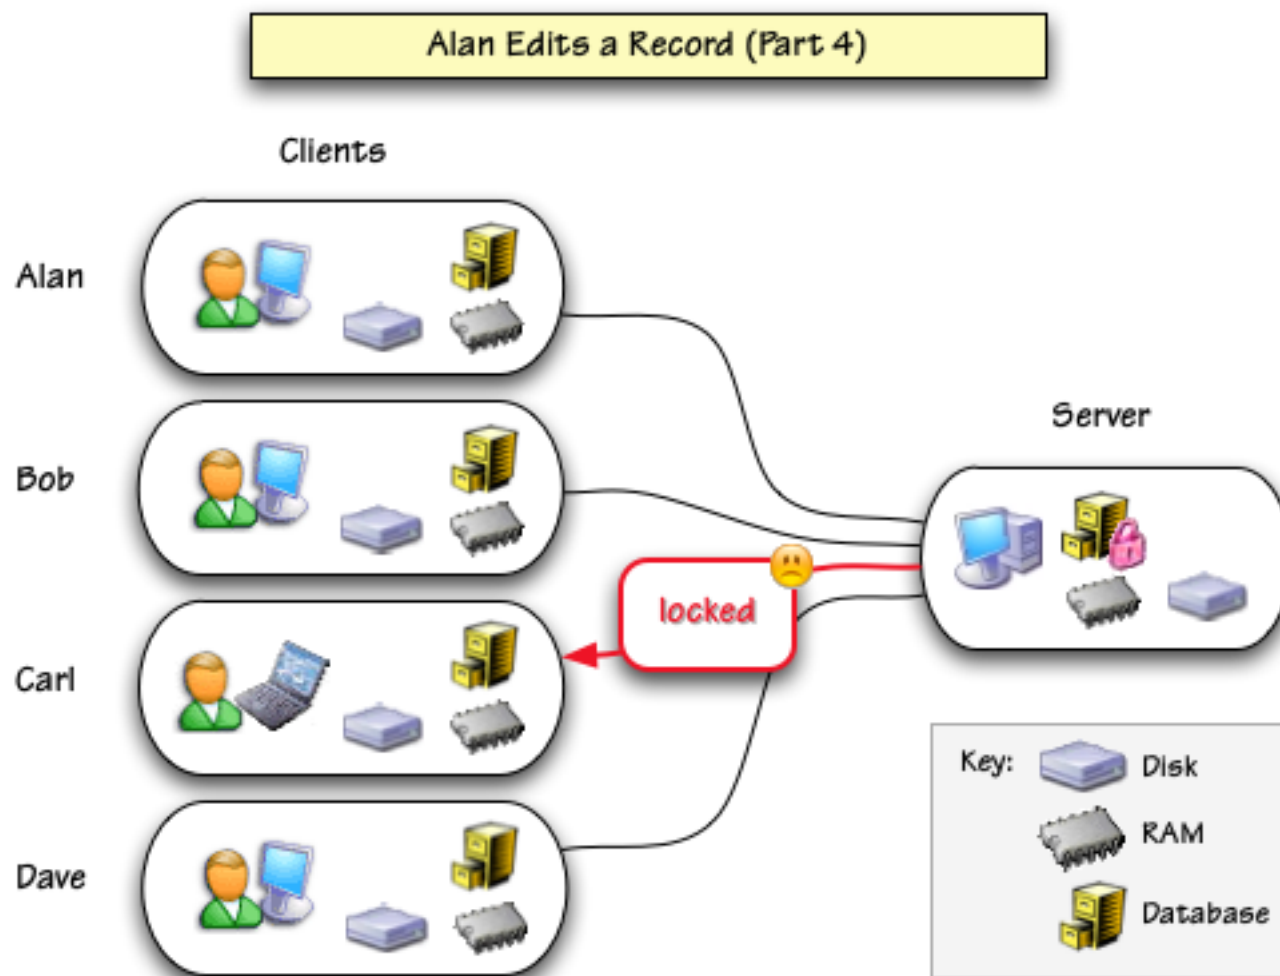 Alan Edits a Record (Part 4)
Clients
Alan
Bob
Server
locked
Carl
Dave
Key:
Disk
RAM
Database